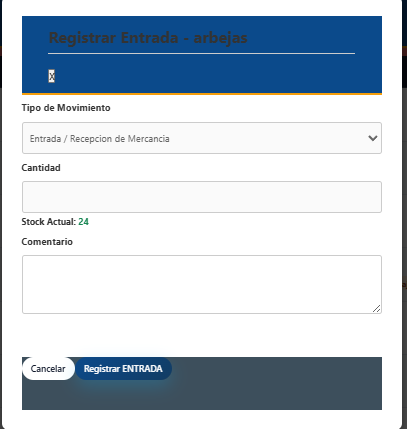 Registrar Entrada - arbejas
X
Tipo de Movimiento
Entrada / Recepcion de Mercancia
Cantidad
Stock Actual: 24
Comentario
Cancelar Registrar ENTRADA